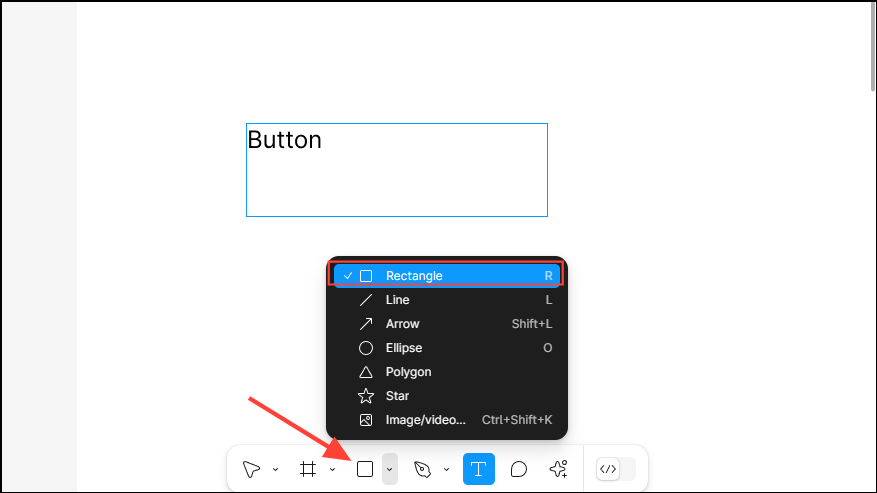 Button
Rectangle R
Line L
Arrow Shift+L
Ellipse O
Polygon
Star
Image/video... Ctrl+Shift+K
T
</>